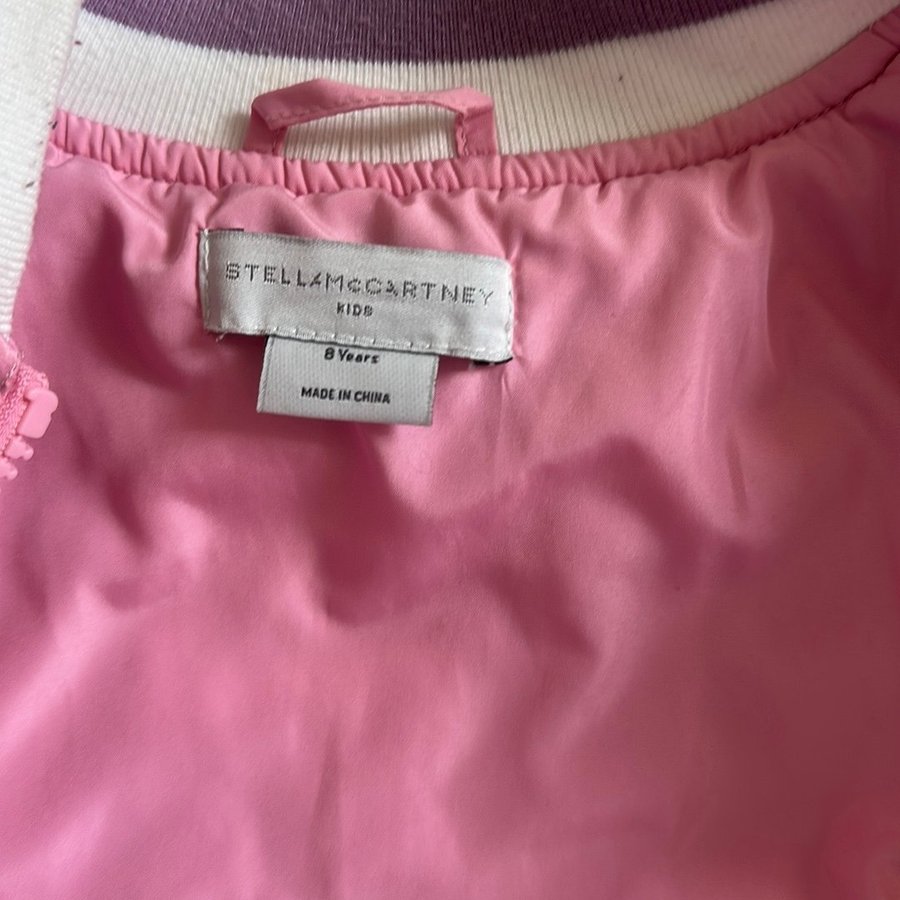 STELLAMcCARTNEY
KIDS
8 Years
MADE IN CHINA